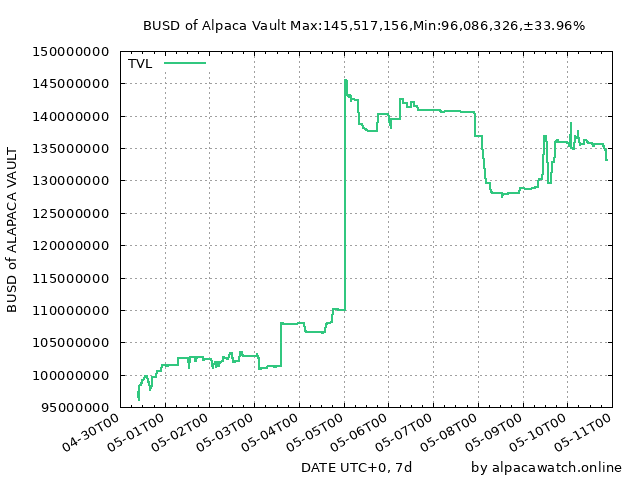 BUSD of Alpaca Vault Max:145,517,156,Min:96,086,326,±33.96%
TVL
150000000
145000000
140000000
135000000
130000000
125000000
120000000
115000000
110000000
105000000
100000000
95000000
BUSD of ALAPACA VAULT
04-30T00
05-01T00
05-02T00
05-03T00
05-04T00
05-05T00
05-06T00
05-07T00
05-08T00
05-09T00
05-10T00
05-11T00
DATE UTC+0, 7d
by alpacawatch.online